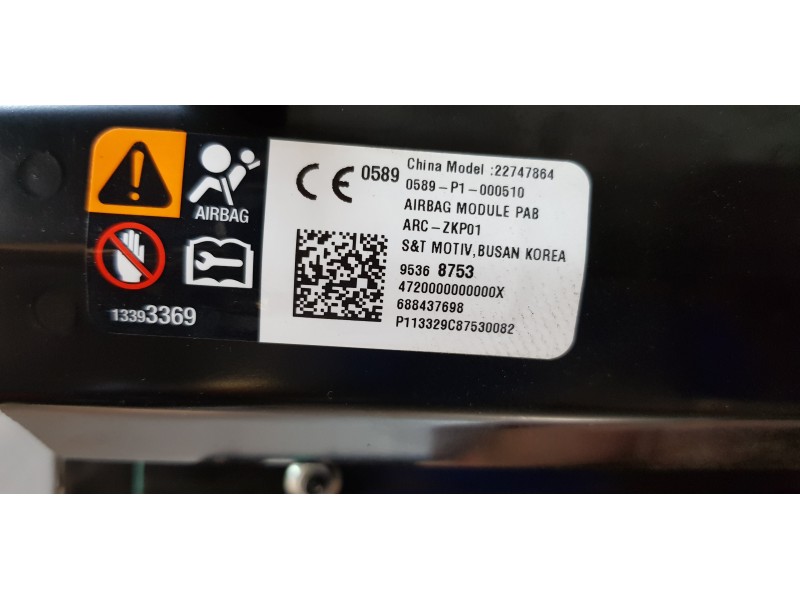 AIRBAG
13393369
CE 0589
China Model :22747864
0589-P1-000510
AIRBAG MODULE PAB
ARC-ZKP01
S&T MOTIV,BUSAN KOREA
9536 8753
4720000000000X
688437698
P113329C87530082